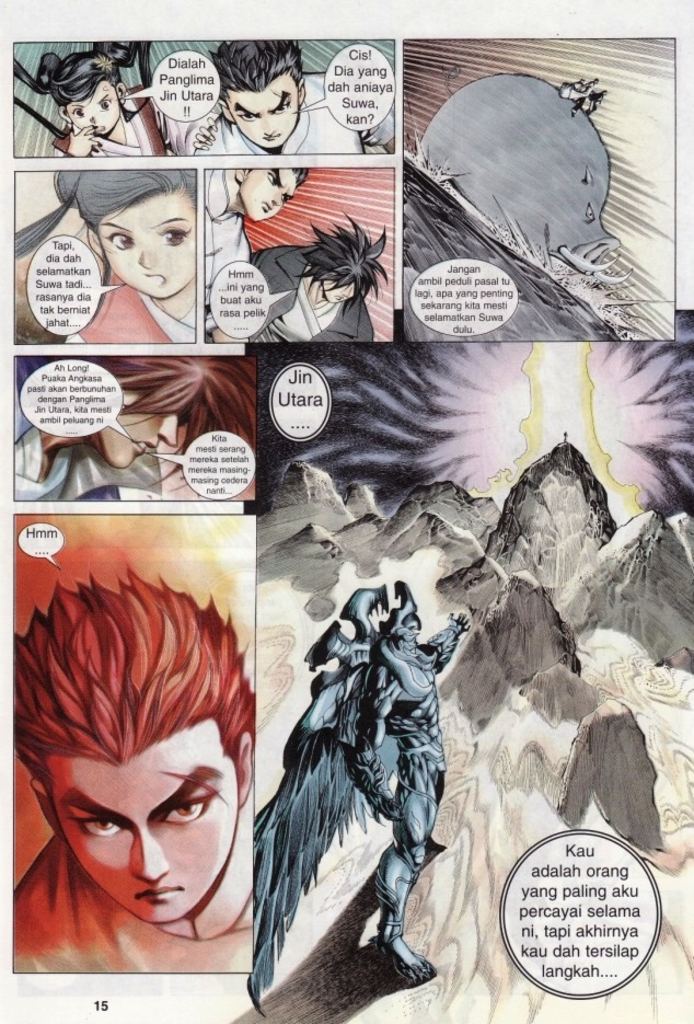 Dialah
Panglima
Jin Utara
!!
Cis!
Dia yang
dah aniaya
Suwa,
kan?
Jangan
ambil peduli pasal tu
lagi, apa yang penting
sekarang kita mesti
selamatkan Suwa
dulu.
Tapi,
dia dah
selamatkan
Suwa tadi...
rasanya dia
tak berniat
jahat....
Hmm
...ini yang
buat aku
rasa pelik
.....
Ah Long!
Puaka Angkasa
pasti akan berbunuhan
dengan Panglima
Jin Utara, kita mesti
ambil peluang ni
.....
Kita
mesti serang
mereka setelah
mereka masing-
masing cedera
nanti...
Jin
Utara
....
Hmm
....
Kau
adalah orang
yang paling aku
percayai selama
ni, tapi akhirnya
kau dah tersilap
langkah....
15